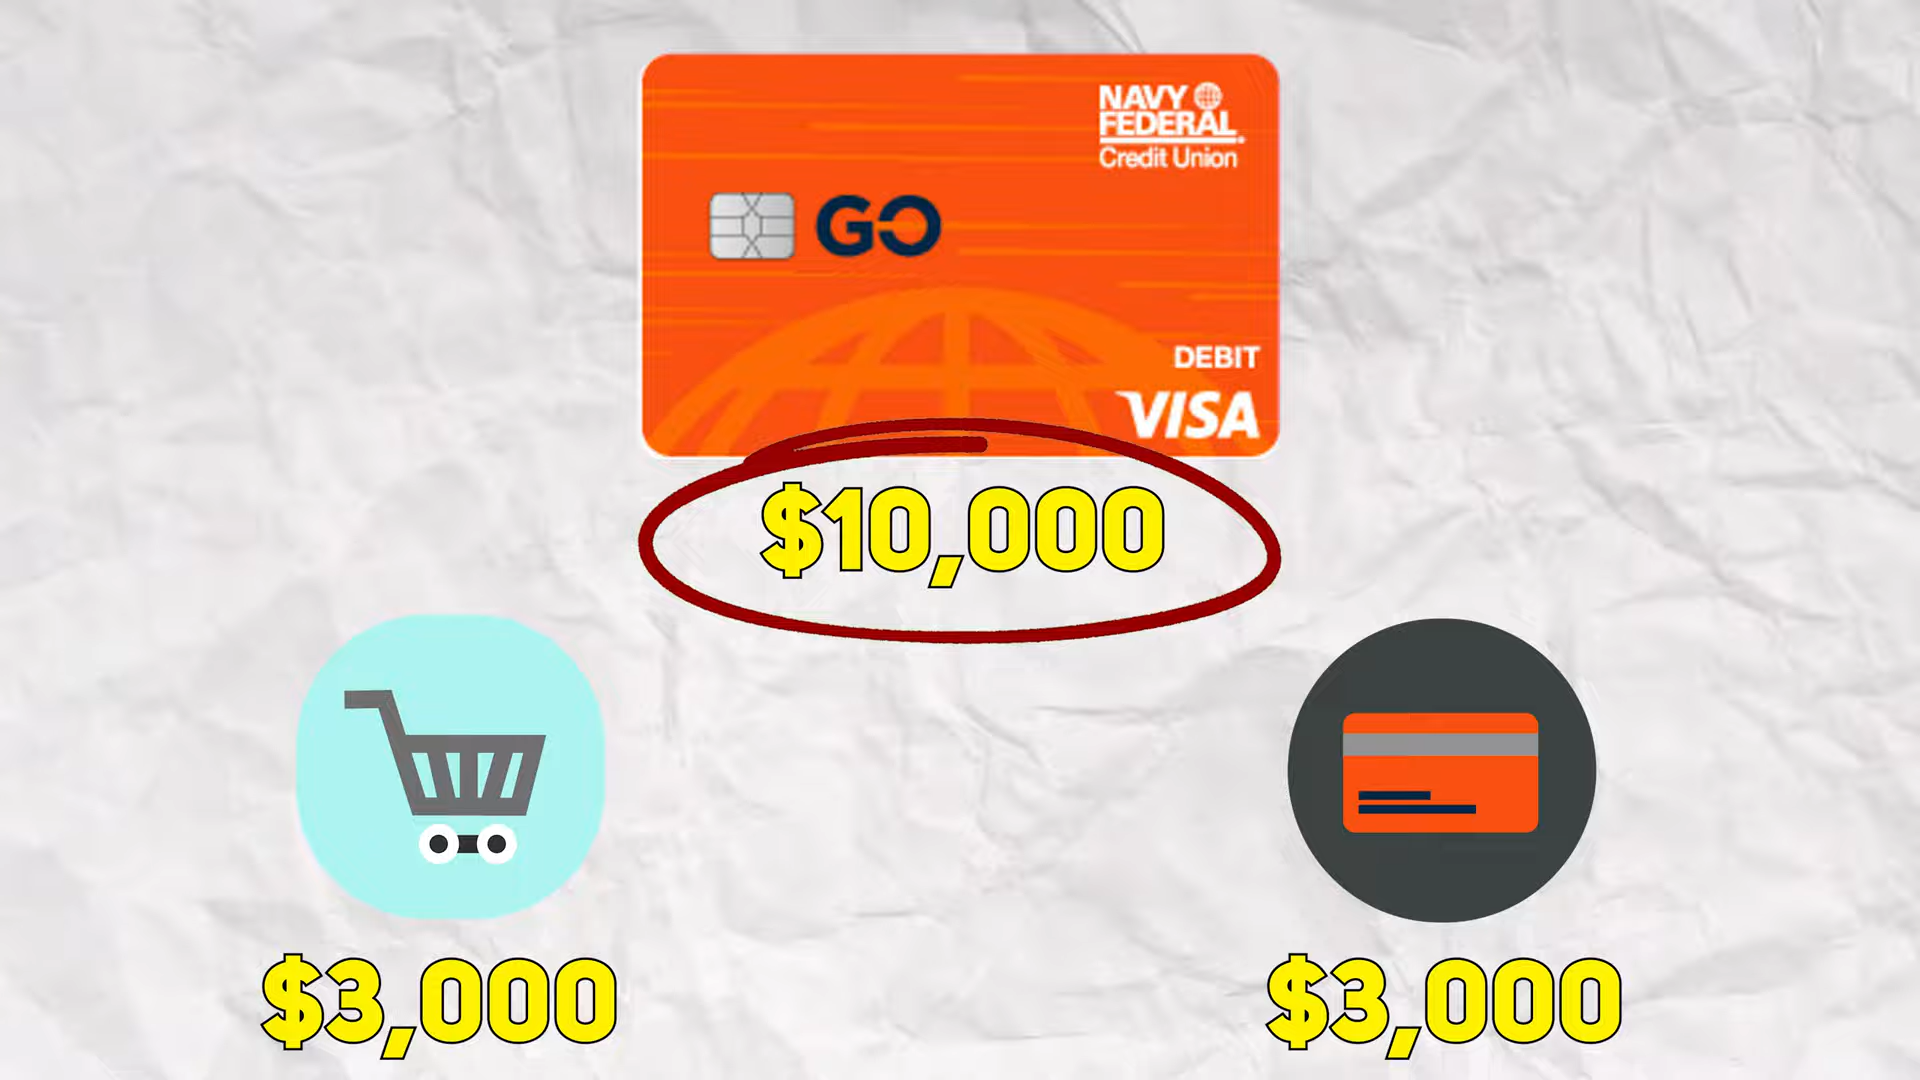 NAVY
FEDERAL
Credit Union
GO
DEBIT
VISA
$10,000
$3,000
$3,000